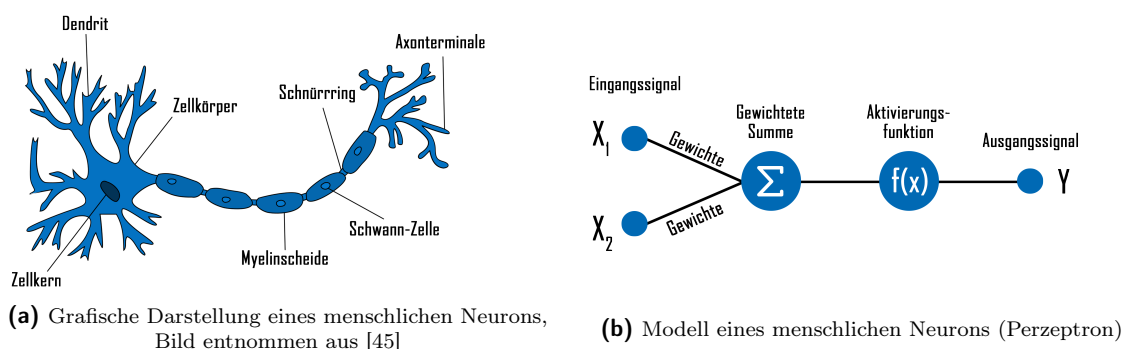 Dendrit
Axonterminale
Schnürrring
Zellkörper
Schwann-Zelle
Myelinscheide
Zellkern
(a) Grafische Darstellung eines menschlichen Neurons,
Bild entnommen aus [45]
Eingangssignal
Gewichtete
Summe
Aktivierungs-
funktion
Ausgangssignal
X1
Gewichte
Σ
f(x)
Y
X2
Gewichte
(b) Modell eines menschlichen Neurons (Perzeptron)